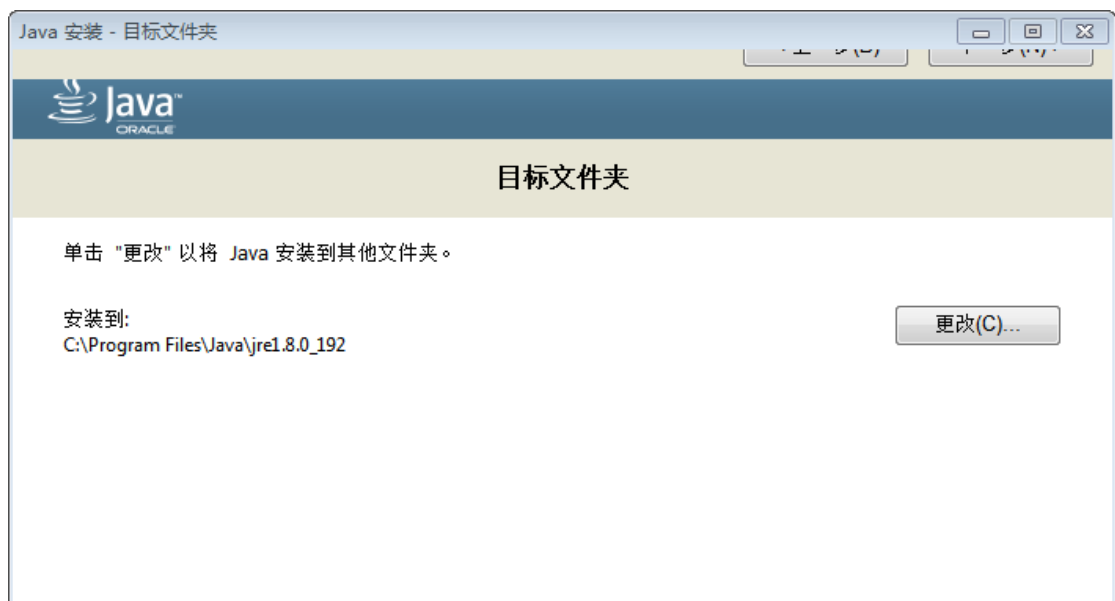 Java 安装 - 目标文件夹
Java™
ORACLE
目标文件夹
单击 "更改" 以将 Java 安装到其他文件夹。
安装到:
更改(C)...
C:\Program Files\Java\jre1.8.0_192